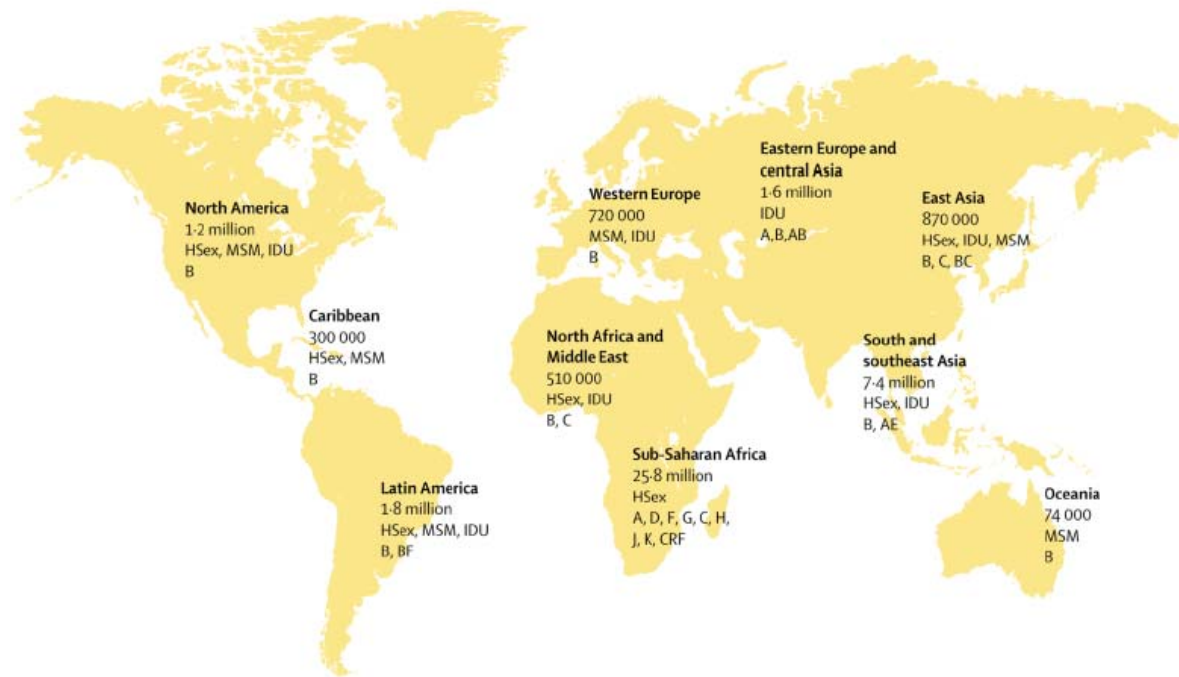 North America
1·2 million
HSex, MSM, IDU
B
Caribbean
300 000
HSex, MSM
B
Latin America
1·8 million
HSex, MSM, IDU
B, BF
Western Europe
720 000
MSM, IDU
B
North Africa and
Middle East
510 000
HSex, IDU
B, C
Sub-Saharan Africa
25·8 million
HSex
A, D, F, G, C, H,
J, K, CRF
Eastern Europe and
central Asia
1·6 million
IDU
A,B,AB
East Asia
870 000
HSex, IDU, MSM
B, C, BC
South and
southeast Asia
7·4 million
HSex, IDU
B, AE
Oceania
74 000
MSM
B